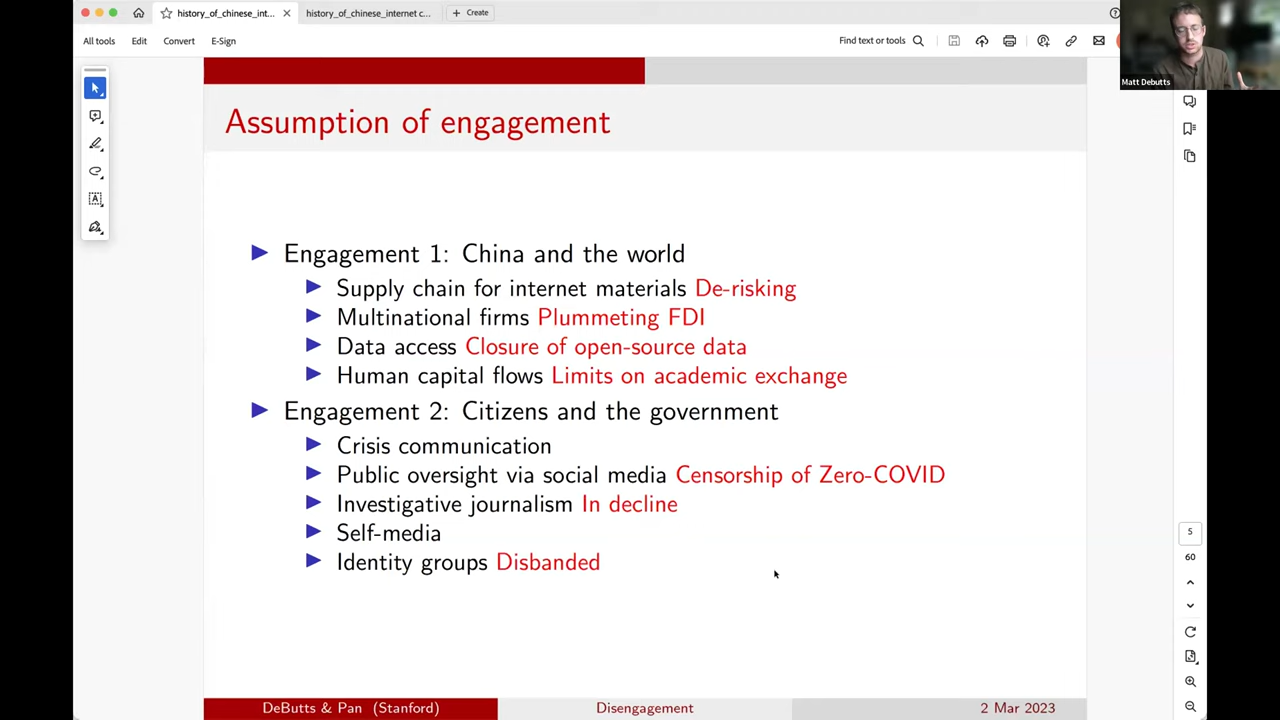 history_of_chinese_int...
history_of_chinese_internet c...
+ Create
All tools
Edit
Convert
E-Sign
Find text or tools
Matt Debutts
Assumption of engagement
Engagement 1: China and the world
Supply chain for internet materials De-risking
Multinational firms Plummeting FDI
Data access Closure of open-source data
Human capital flows Limits on academic exchange
Engagement 2: Citizens and the government
Crisis communication
Public oversight via social media Censorship of Zero-COVID
Investigative journalism In decline
Self-media
Identity groups Disbanded
5
60
DeButts & Pan (Stanford)
Disengagement
2 Mar 2023